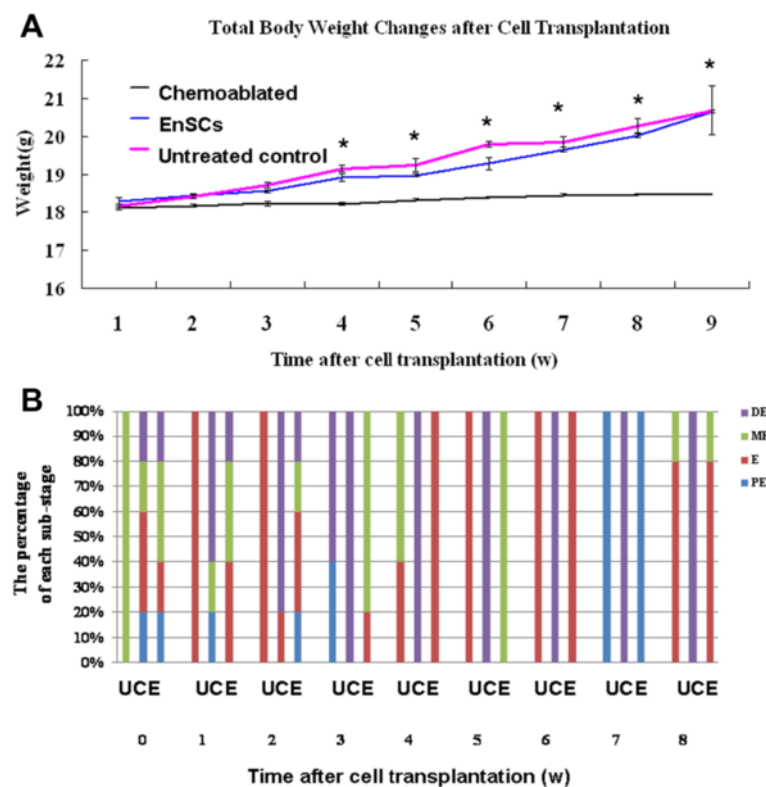 A
Total Body Weight Changes after Cell Transplantation
22
21
20
19
18
17
16
Weight(g)
Chemoablated
EnSCs
Untreated control
* * * * * *
1 2 3 4 5 6 7 8 9
Time after cell transplantation (w)
B
100%
90%
80%
70%
60%
50%
40%
30%
20%
10%
0%
The percentage
of each sub-stage
DE
E
PE
UCE UCE UCE UCE UCE UCE UCE UCE UCE
0 1 2 3 4 5 6 7 8
Time after cell transplantation (w)